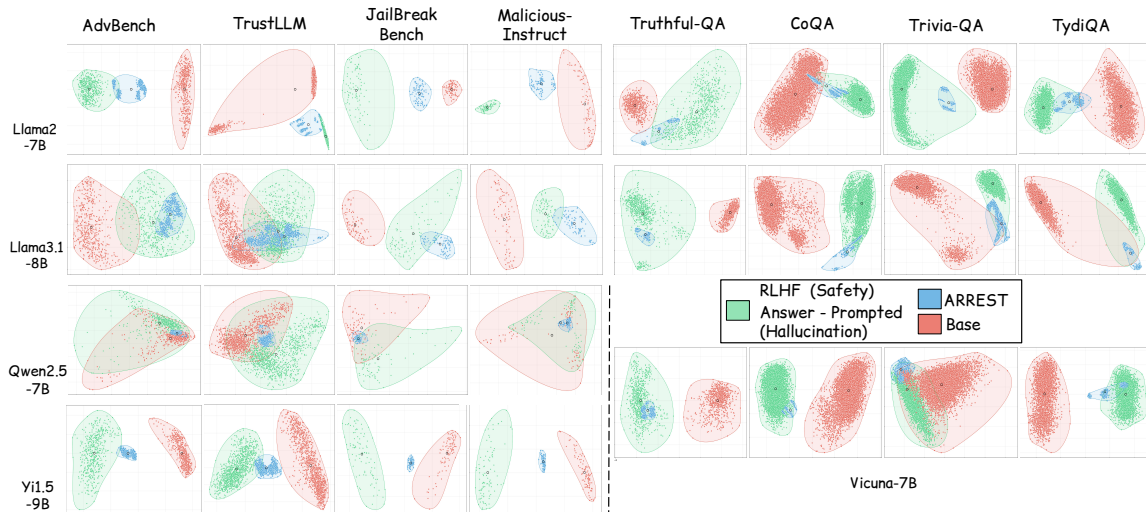 AdvBench
TrustLLM
JailBreak
Bench
Malicious-
Instruct
Truthful-QA
CoQA
Trivia-QA
TydiQA
Llama2
-7B
Llama3.1
-8B
RLHF (Safety)
Answer - Prompted
(Hallucination)
ARREST
Base
Qwen2.5
-7B
Yi1.5
-9B
Vicuna-7B